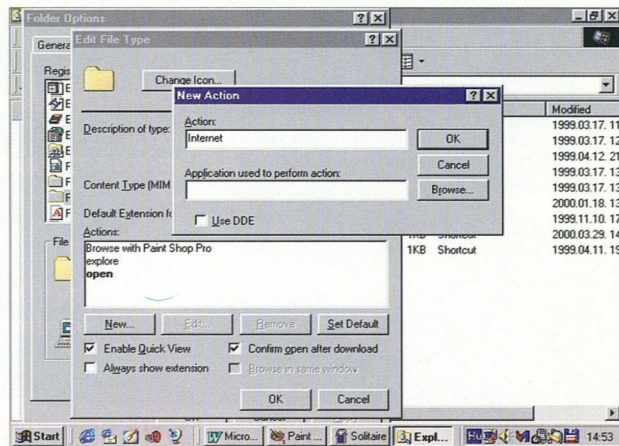 Folder Options
Edit File Type
Genera
Regis
Change Icon...
New Action
Action:
Internet
OK
Cancel
Application used to perform action:
Browse...
Use DDE
Description of type:
Content Type (MIM
Default Extension fo
Actions:
Browse with Paint Shop Pro
explore
open
File
New...
Edit...
Remove
Set Default
Enable Quick View
Confirm open after download
Always show extension
Browse in same window
OK
Cancel
Modified
1999.03.17. 11
1999.03.17. 12
1999.04.12. 21
1999.03.17. 13
1999.03.17. 13
2000.01.18. 13
1999.11.10. 17
1KB Shortcut 2000.03.29. 14
1KB Shortcut 1999.04.11. 19
Start
Micro...
Paint ...
Solitaire
Expl...
Hu
14:53